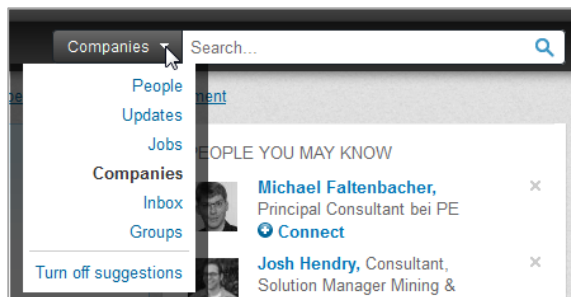 Companies
Search...
People
Updates
Jobs
Companies
Inbox
Groups
Turn off suggestions
PEOPLE YOU MAY KNOW
Michael Faltenbacher,
Principal Consultant bei PE
Connect
Josh Hendry, Consultant,
Solution Manager Mining &